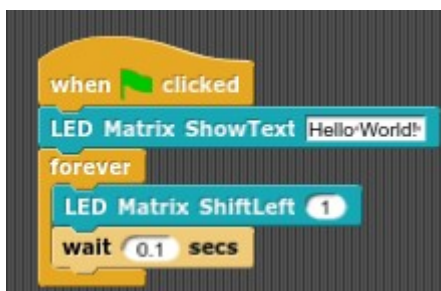 when clicked
LED Matrix ShowText Hello World!
forever
LED Matrix ShiftLeft 1
wait 0.1 secs